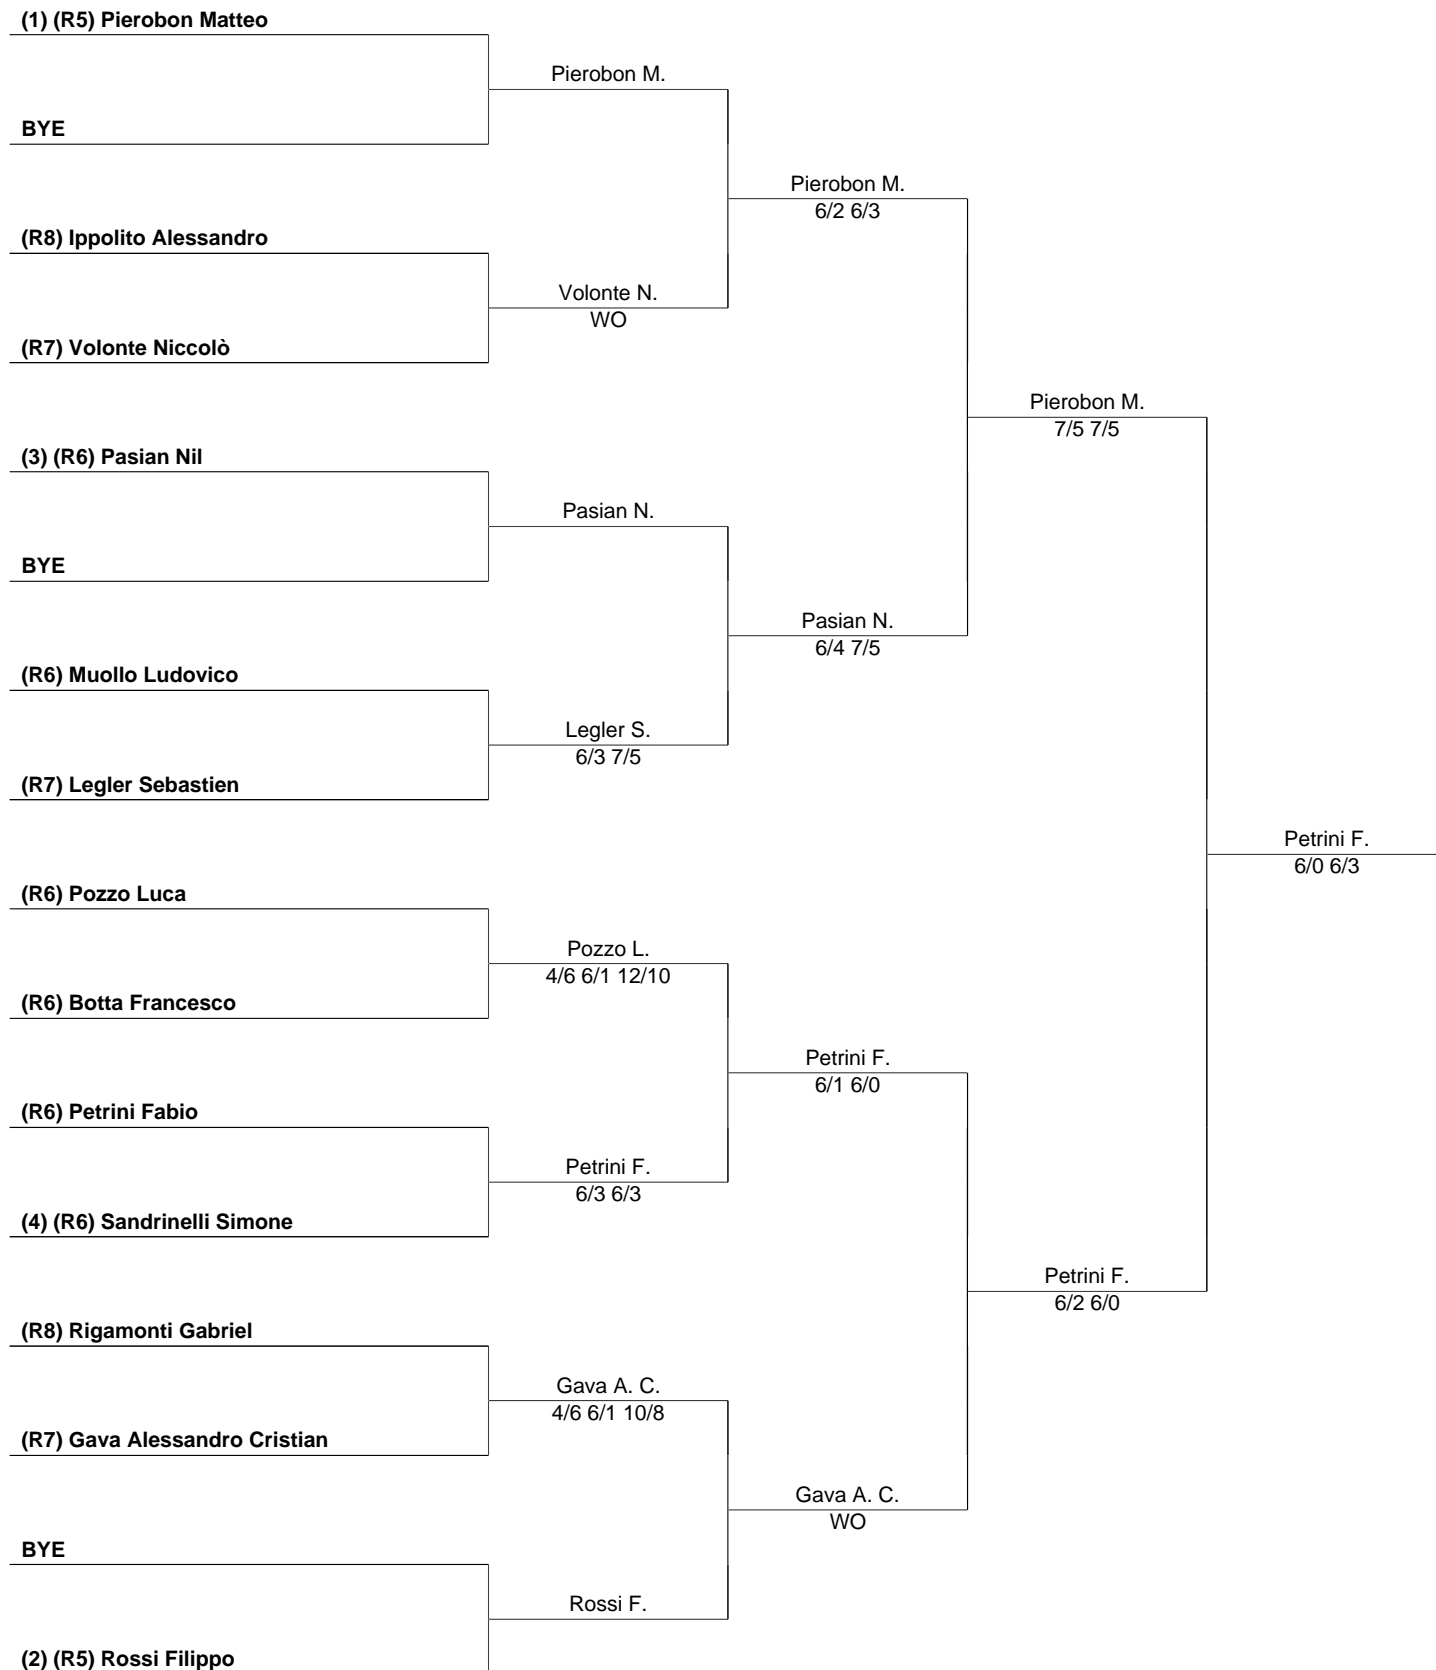 (1) (R5) Pierobon Matteo
Pierobon M.
BYE
Pierobon M.
6/2 6/3
(R8) Ippolito Alessandro
Volonte N.
WO
(R7) Volonte Niccolò
Pierobon M.
7/5 7/5
(3) (R6) Pasian Nil
Pasian N.
BYE
Pasian N.
6/4 7/5
(R6) Muollo Ludovico
Legler S.
6/3 7/5
(R7) Legler Sebastien
Petrini F.
6/0 6/3
(R6) Pozzo Luca
Pozzo L.
4/6 6/1 12/10
(R6) Botta Francesco
Petrini F.
6/1 6/0
(R6) Petrini Fabio
Petrini F.
6/3 6/3
(4) (R6) Sandrinelli Simone
Petrini F.
6/2 6/0
(R8) Rigamonti Gabriel
Gava A. C.
4/6 6/1 10/8
(R7) Gava Alessandro Cristian
Gava A. C.
WO
BYE
Rossi F.
(2) (R5) Rossi Filippo